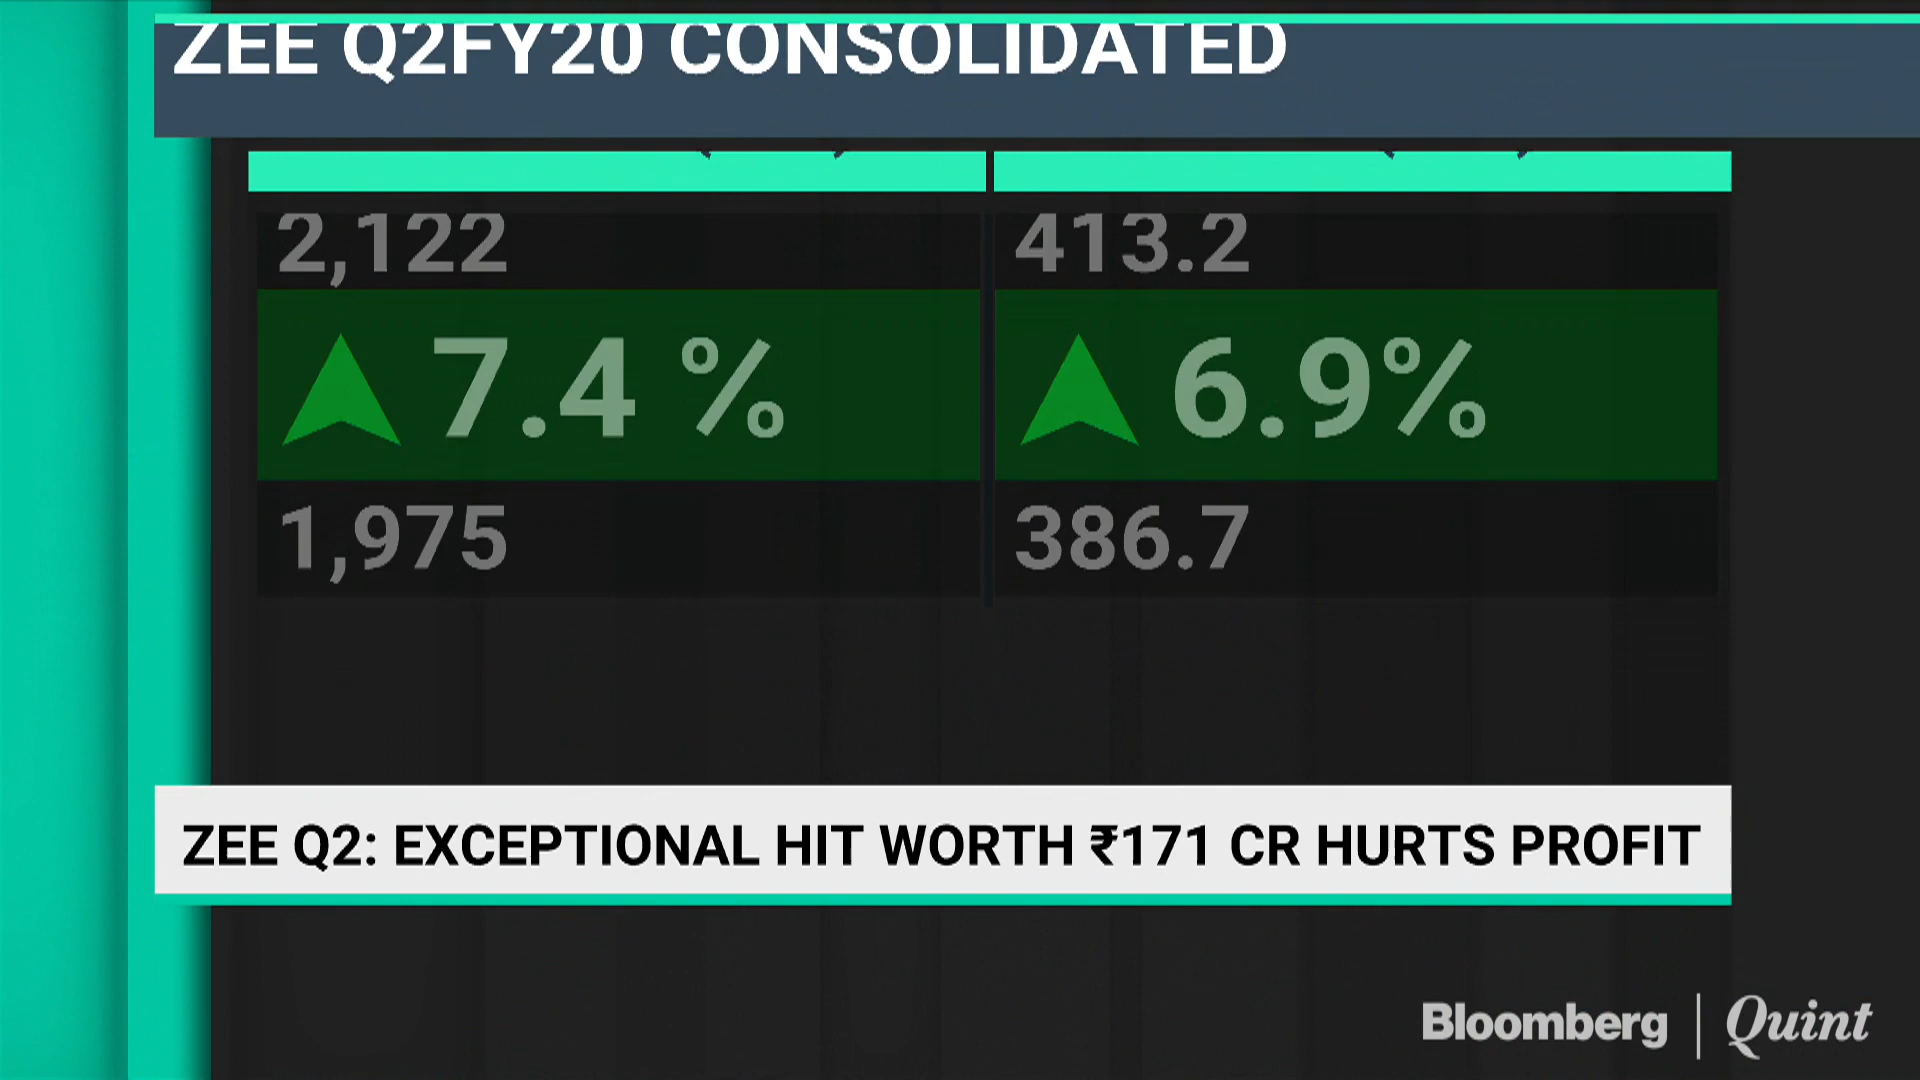 ZEE Q2FY20 CONSOLIDATED
2,122
413.2
7.4 %
6.9%
1,975
386.7
ZEE Q2: EXCEPTIONAL HIT WORTH ₹171 CR HURTS PROFIT
Bloomberg | Quint